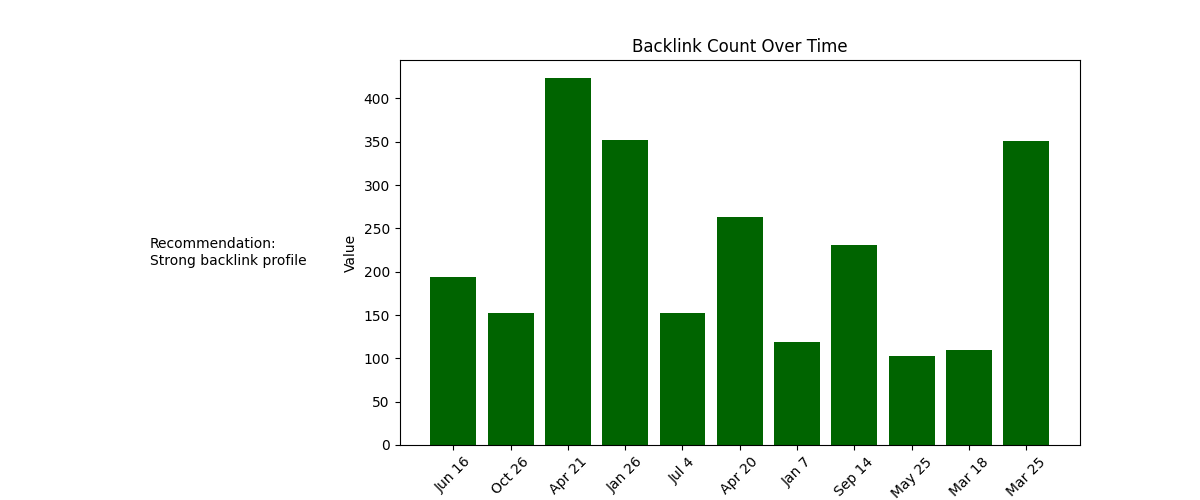 Backlink Count Over Time
Recommendation:
Strong backlink profile
Value
400
350
300
250
200
150
100
50
0
Jun 16
Oct 26
Apr 21
Jan 26
Jul 4
Apr 20
Jan 7
Sep 14
May 25
Mar 18
Mar 25